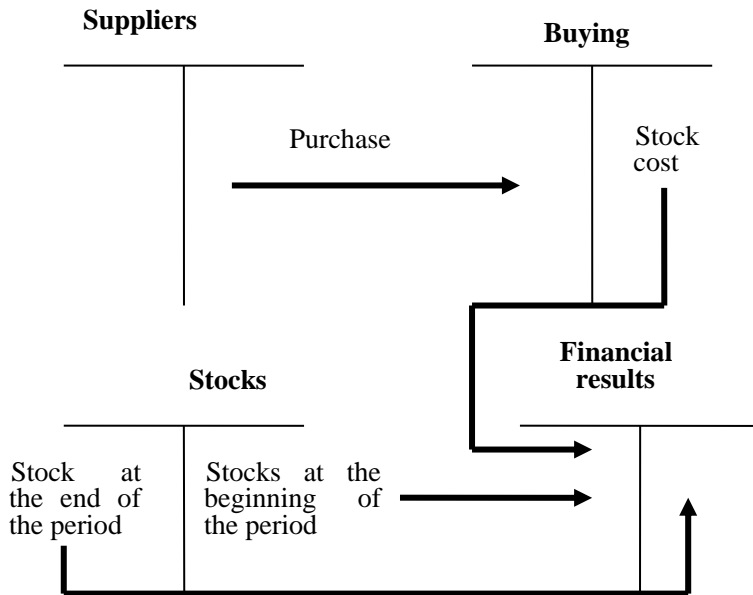 Suppliers
Buying
Purchase
Stock
cost
Stocks
Financial
results
Stock at
the end of
the period
Stocks at the
beginning of
the period